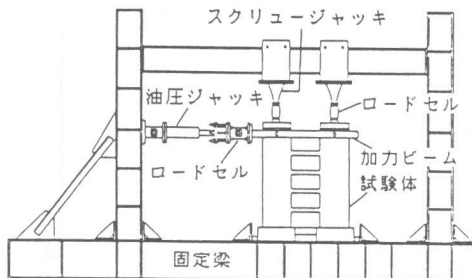 スクリュージャッキ
油圧ジャッキ
ロードセル
ロードセル
加力ビーム
試験体
固定梁